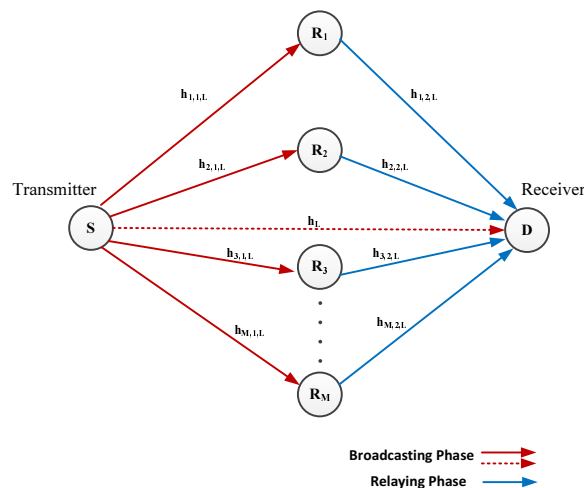 R1
h1,1,L
h1,2,L
R2
h2,1,L
h2,2,L
Transmitter
Receiver
S
hL
D
h3,1,L
R3
h3,2,L
hM,1,L
hM,2,L
RM
Broadcasting Phase
Relaying Phase